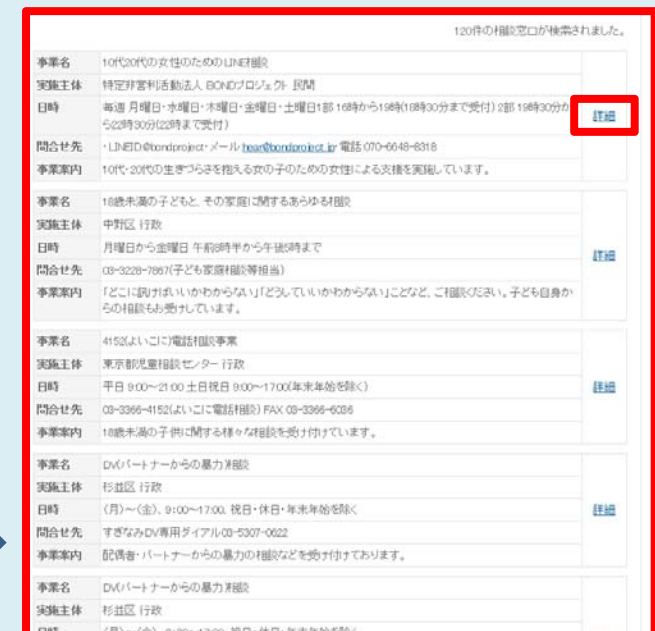 120件の相談窓口が検索されました。
事業名 10代20代の女性のためのLINE相談
実施主体 特定非営利活動法人 BONDプロジェクト 民間
日時 毎週 月曜日・水曜日・木曜日・金曜日・土曜日1部 16時から19時(18時30分まで受付) 2部 19時30分か
ら22時30分(22時まで受付)
詳細
問合せ先 ・LINEID@bondproject・メール hear@bondproject.jp 電話:070-6648-8318
事業案内 10代・20代の生きづらさを抱える女の子のための女性による支援を実施しています。
事業名 18歳未満の子どもと、その家庭に関するあらゆる相談
実施主体 中野区 行政
日時 月曜日から金曜日 午前8時半から午後5時まで
詳細
問合せ先 03-3228-7867(子ども家庭相談等担当)
事業案内 「どこに訊けばいいかわからない」「どうしていいかわからない」ことなど、ご相談ください。子ども自身か
らの相談もお受けしています。
事業名 4152(よいこに)電話相談事業
実施主体 東京都児童相談センター 行政
日時 平日 9:00～21:00 土日祝日 9:00～17:00(年末年始を除く)
詳細
問合せ先 03-3366-4152(よいこに電話相談) FAX 03-3366-6036
事業案内 18歳未満の子供に関する様々な相談を受け付けています。
事業名 DV(パートナーからの暴力)相談
実施主体 杉並区 行政
日時 (月)～(金)、9:00～17:00、祝日・休日・年末年始を除く
詳細
問合せ先 すぎなみDV専用ダイアル03-5307-0622
事業案内 配偶者・パートナーからの暴力の相談などを受け付けております。
事業名 DV(パートナーからの暴力)相談
実施主体 杉並区 行政